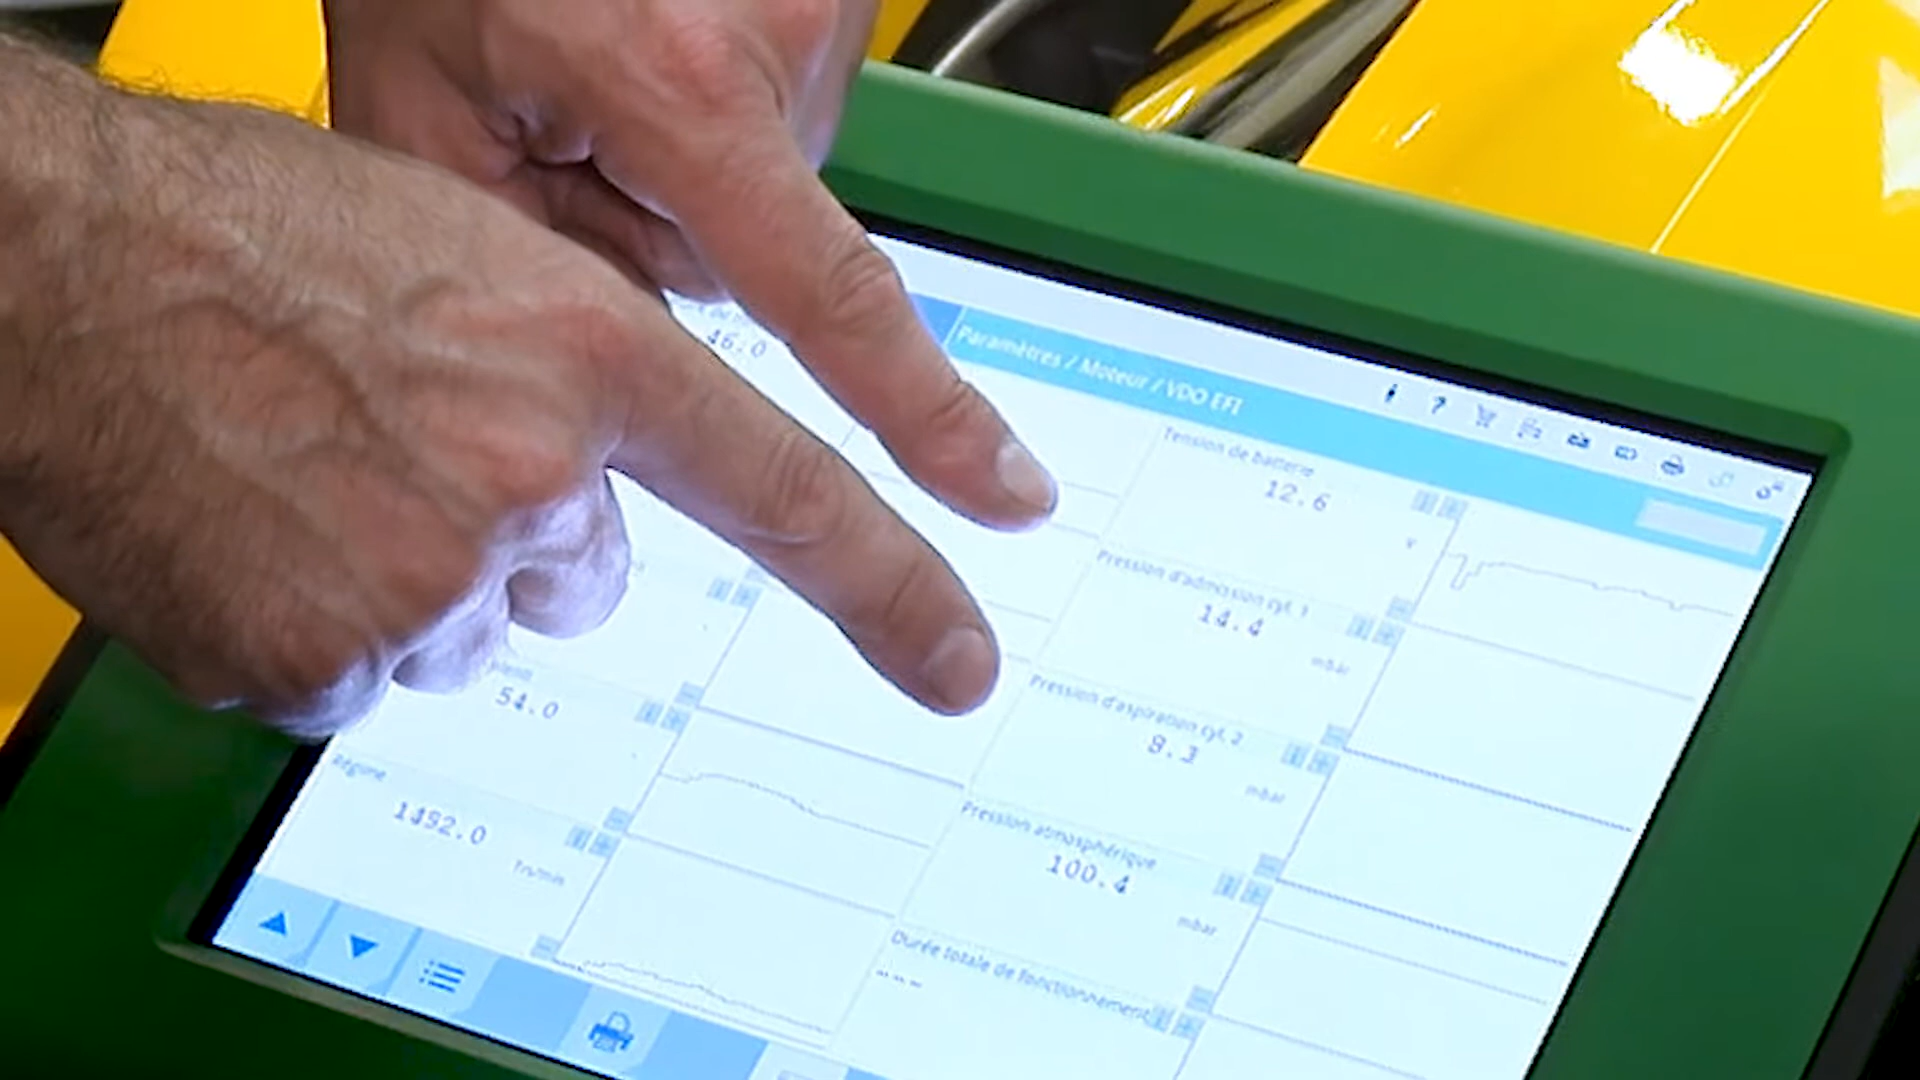 Paramètres / Moteur / VDO EFI
?
46.0
54.0
Régime
1492.0
Trs/min
Tension de batterie
12.6
V
Pression d'admission cyl. 1
14.4
mbar
Pression d'aspiration cyl. 2
8.3
mbar
Pression atmosphérique
100.4
mbar
Durée totale de fonctionnement
---